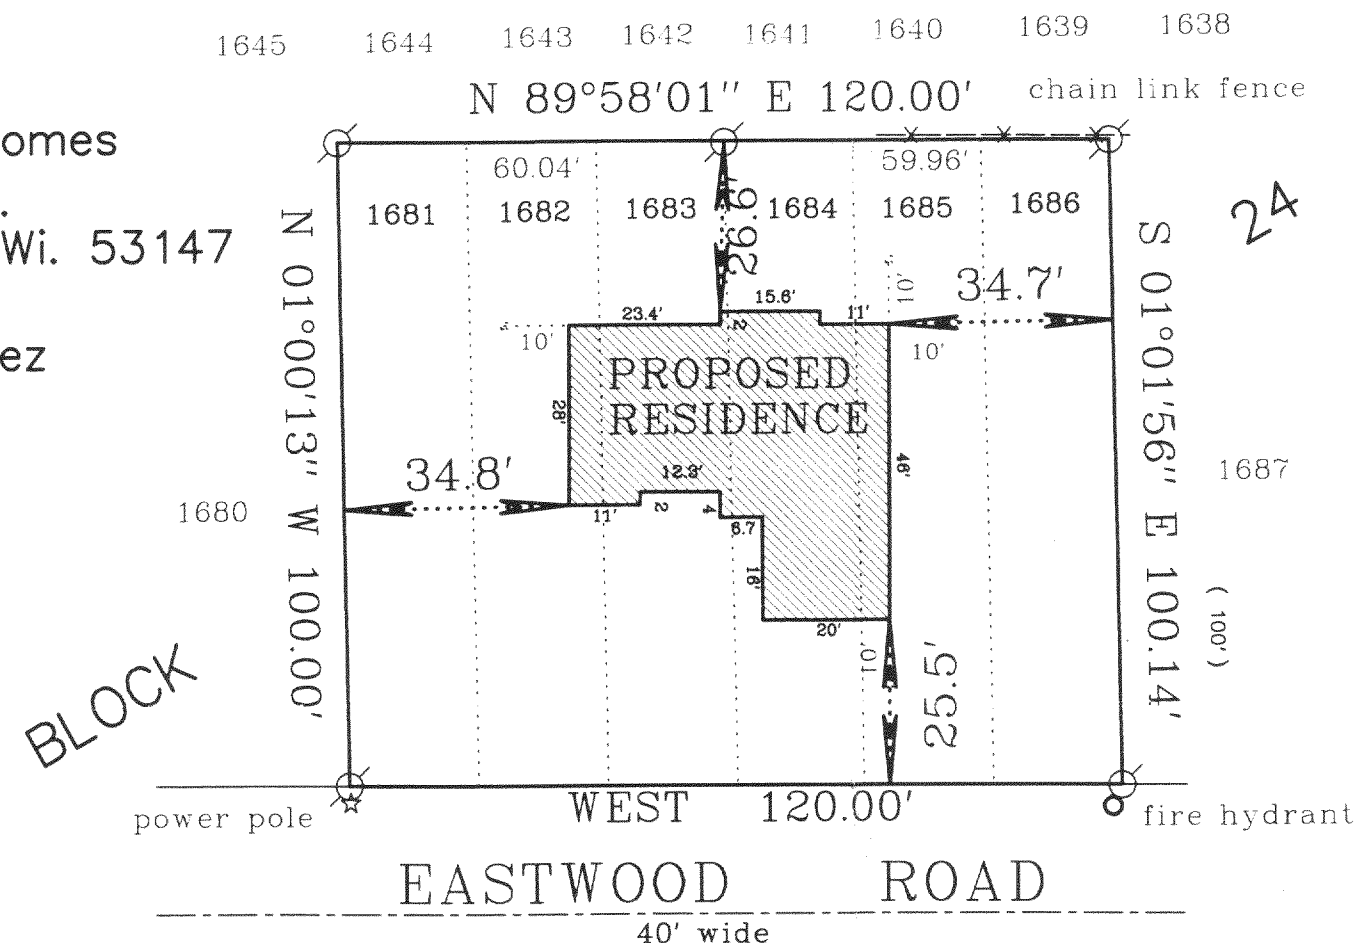 1645 1644 1643 1642 1641 1640 1639 1638
N 89°58'01" E 120.00'
chain link fence
omes
60.04' 59.96'
1681 1682 1683 1684 1685 1686
.
Wi. 53147
ez
24
N 01°00'13" W 100.00'
S 01°01'56" E 100.14'
( 100' )
29.6'
34.7'
10'
15.6'
23.4' 2 11'
10' 10'
PROPOSED
RESIDENCE
28'
46'
34.8'
12.3'
11' 2 4 6.7
16'
20'
10'
25.5'
1680
1687
BLOCK
power pole
WEST 120.00'
fire hydrant
EASTWOOD ROAD
40' wide